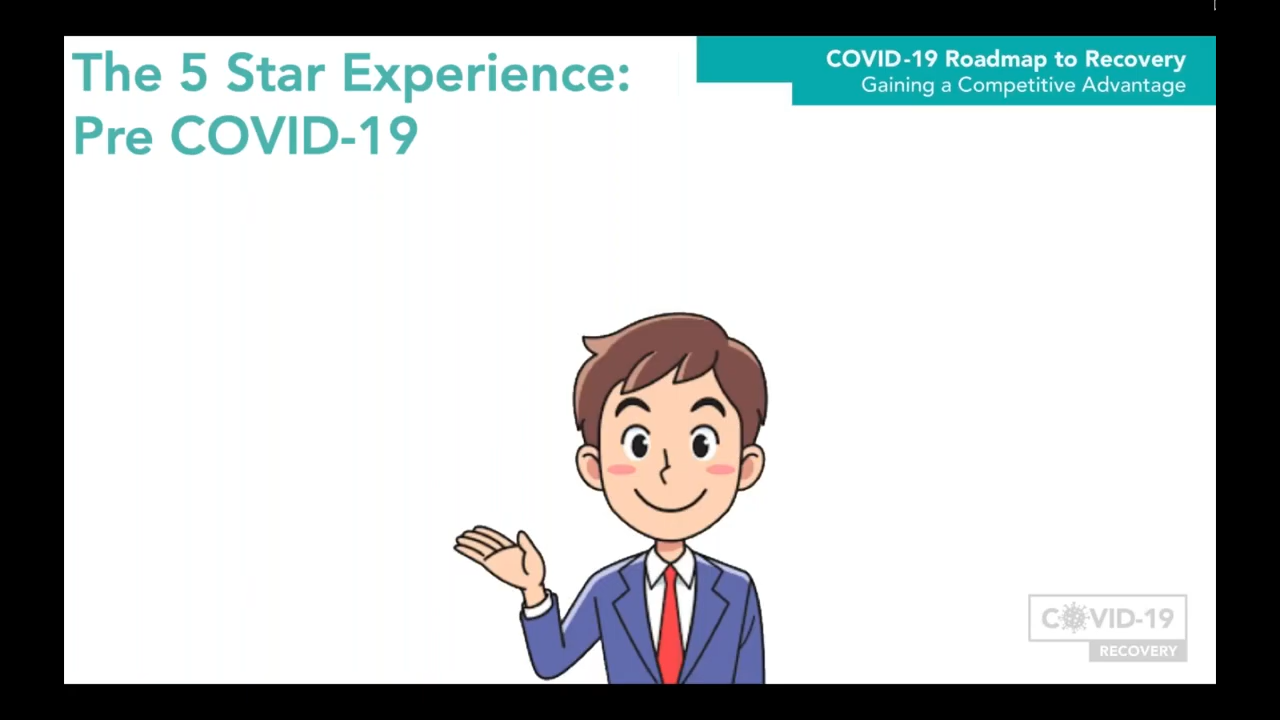 The 5 Star Experience:
Pre COVID-19
COVID-19 Roadmap to Recovery
Gaining a Competitive Advantage
COVID-19
RECOVERY